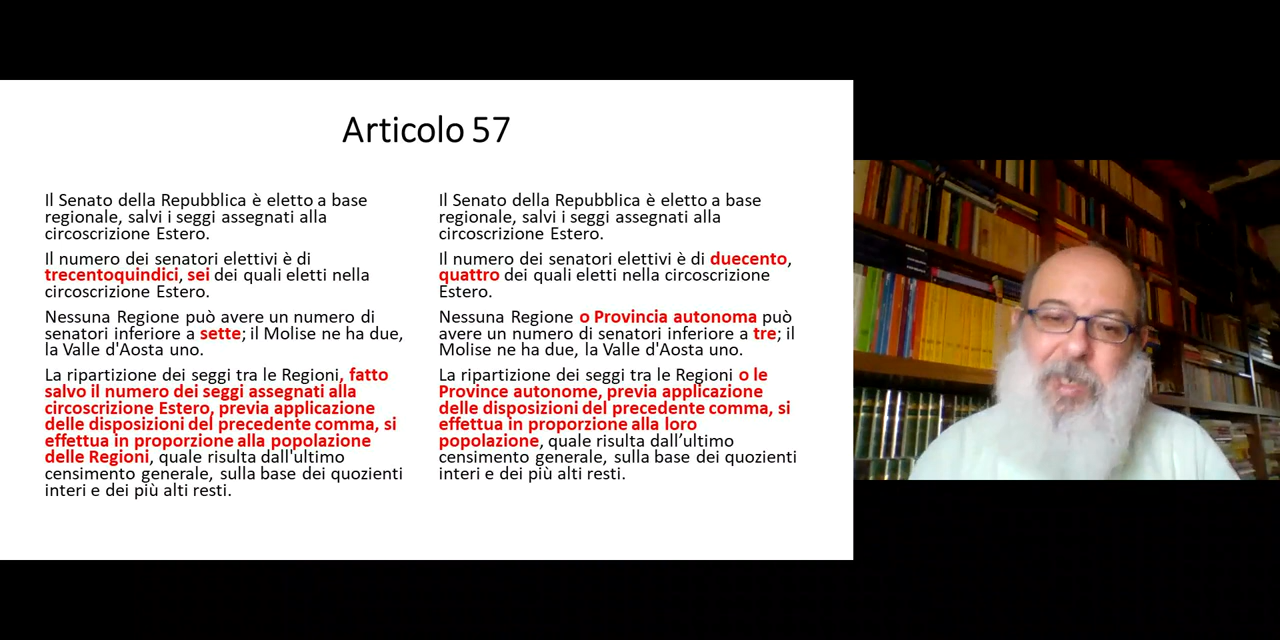 Articolo 57
Il Senato della Repubblica è eletto a base
regionale, salvi i seggi assegnati alla
circoscrizione Estero.
Il numero dei senatori elettivi è di
trecentoquindici, sei dei quali eletti nella
circoscrizione Estero.
Nessuna Regione può avere un numero di
senatori inferiore a sette; il Molise ne ha due,
la Valle d'Aosta uno.
La ripartizione dei seggi tra le Regioni, fatto
salvo il numero dei seggi assegnati alla
circoscrizione Estero, previa applicazione
delle disposizioni del precedente comma, si
effettua in proporzione alla popolazione
delle Regioni, quale risulta dall'ultimo
censimento generale, sulla base dei quozienti
interi e dei più alti resti.
Il Senato della Repubblica è eletto a base
regionale, salvi i seggi assegnati alla
circoscrizione Estero.
Il numero dei senatori elettivi è di duecento,
quattro dei quali eletti nella circoscrizione
Estero.
Nessuna Regione o Provincia autonoma può
avere un numero di senatori inferiore a tre; il
Molise ne ha due, la Valle d'Aosta uno.
La ripartizione dei seggi tra le Regioni o le
Province autonome, previa applicazione
delle disposizioni del precedente comma, si
effettua in proporzione alla loro
popolazione, quale risulta dall’ultimo
censimento generale, sulla base dei quozienti
interi e dei più alti resti.